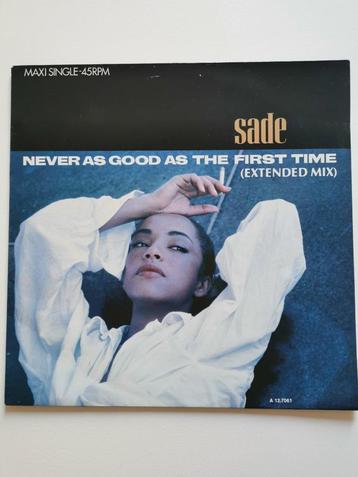 MAXI SINGLE·45RPM
sade
NEVER AS GOOD AS THE FIRST TIME
(EXTENDED MIX)
A 12.7061